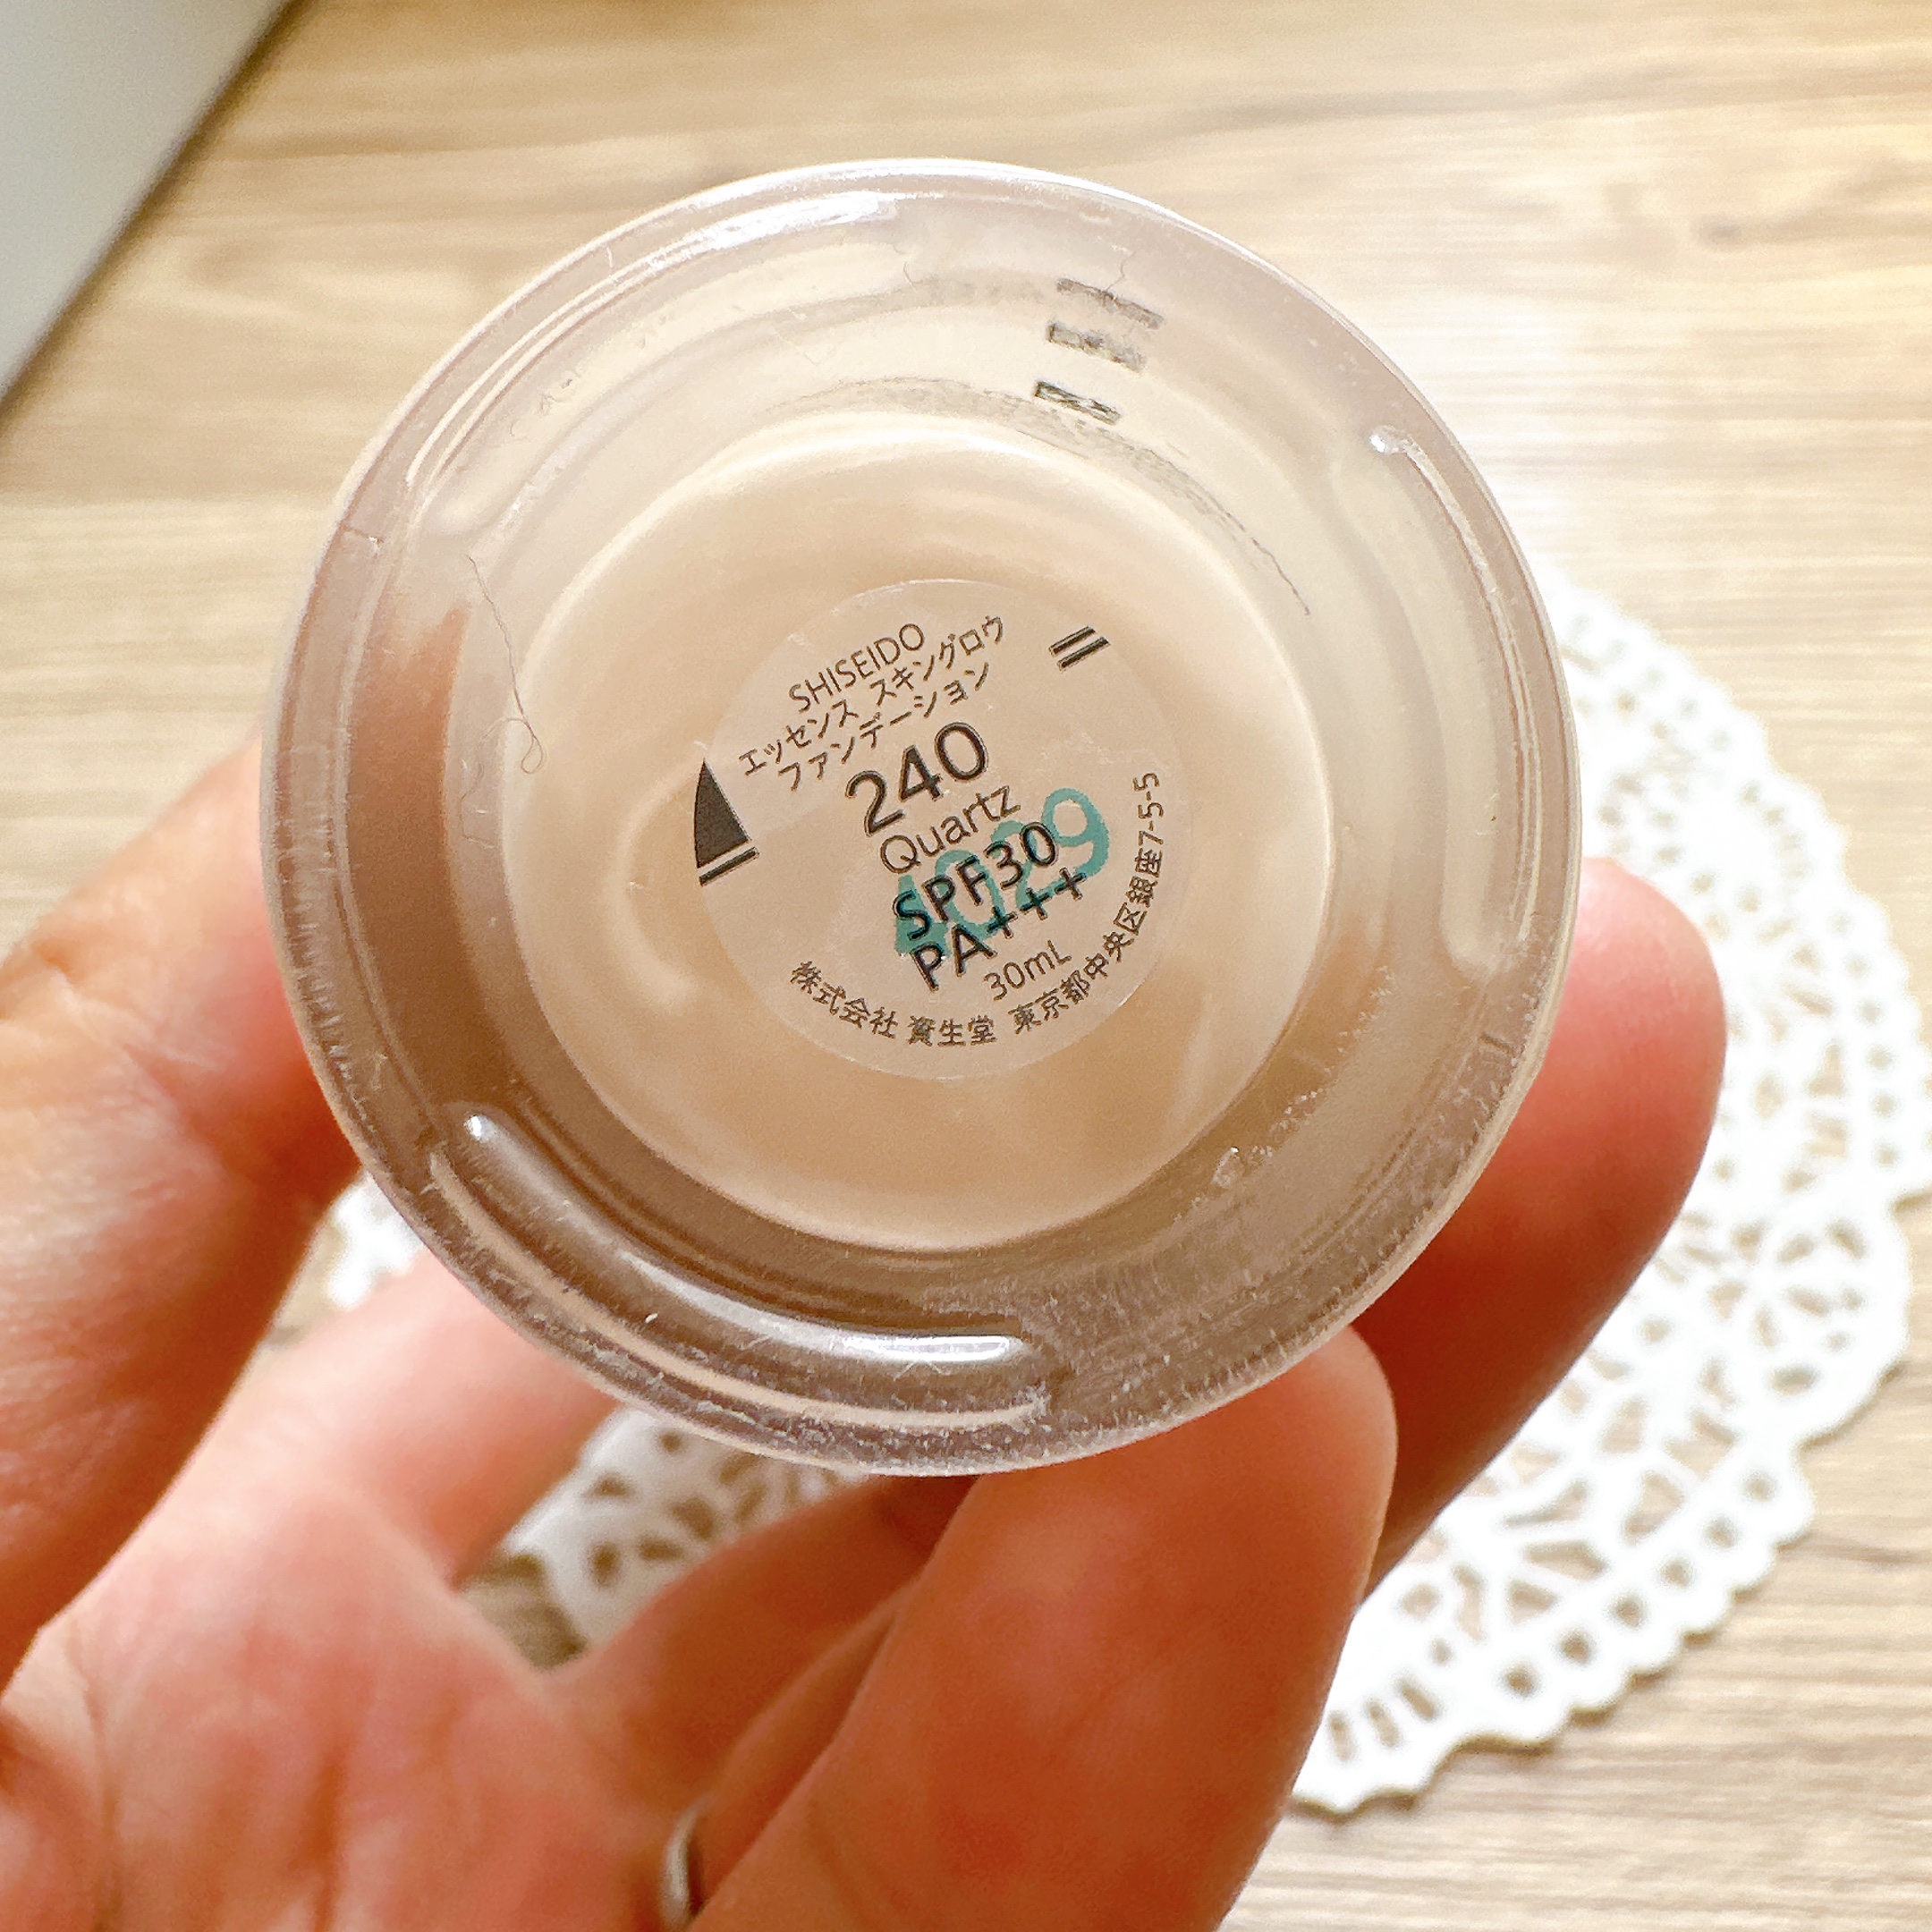 SHISEIDO
エッセンス スキングロウ
ファンデーション
240
Quartz
SPF30
PA+++
30mL
株式会社 資生堂 東京都中央区銀座7-5-5